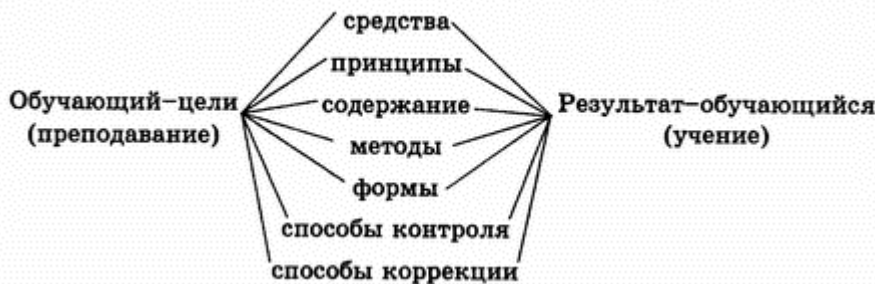 средства
принципы
Обучающий–цели
(преподавание)
содержание
методы
формы
способы контроля
способы коррекции
Результат–обучающийся
(учение)